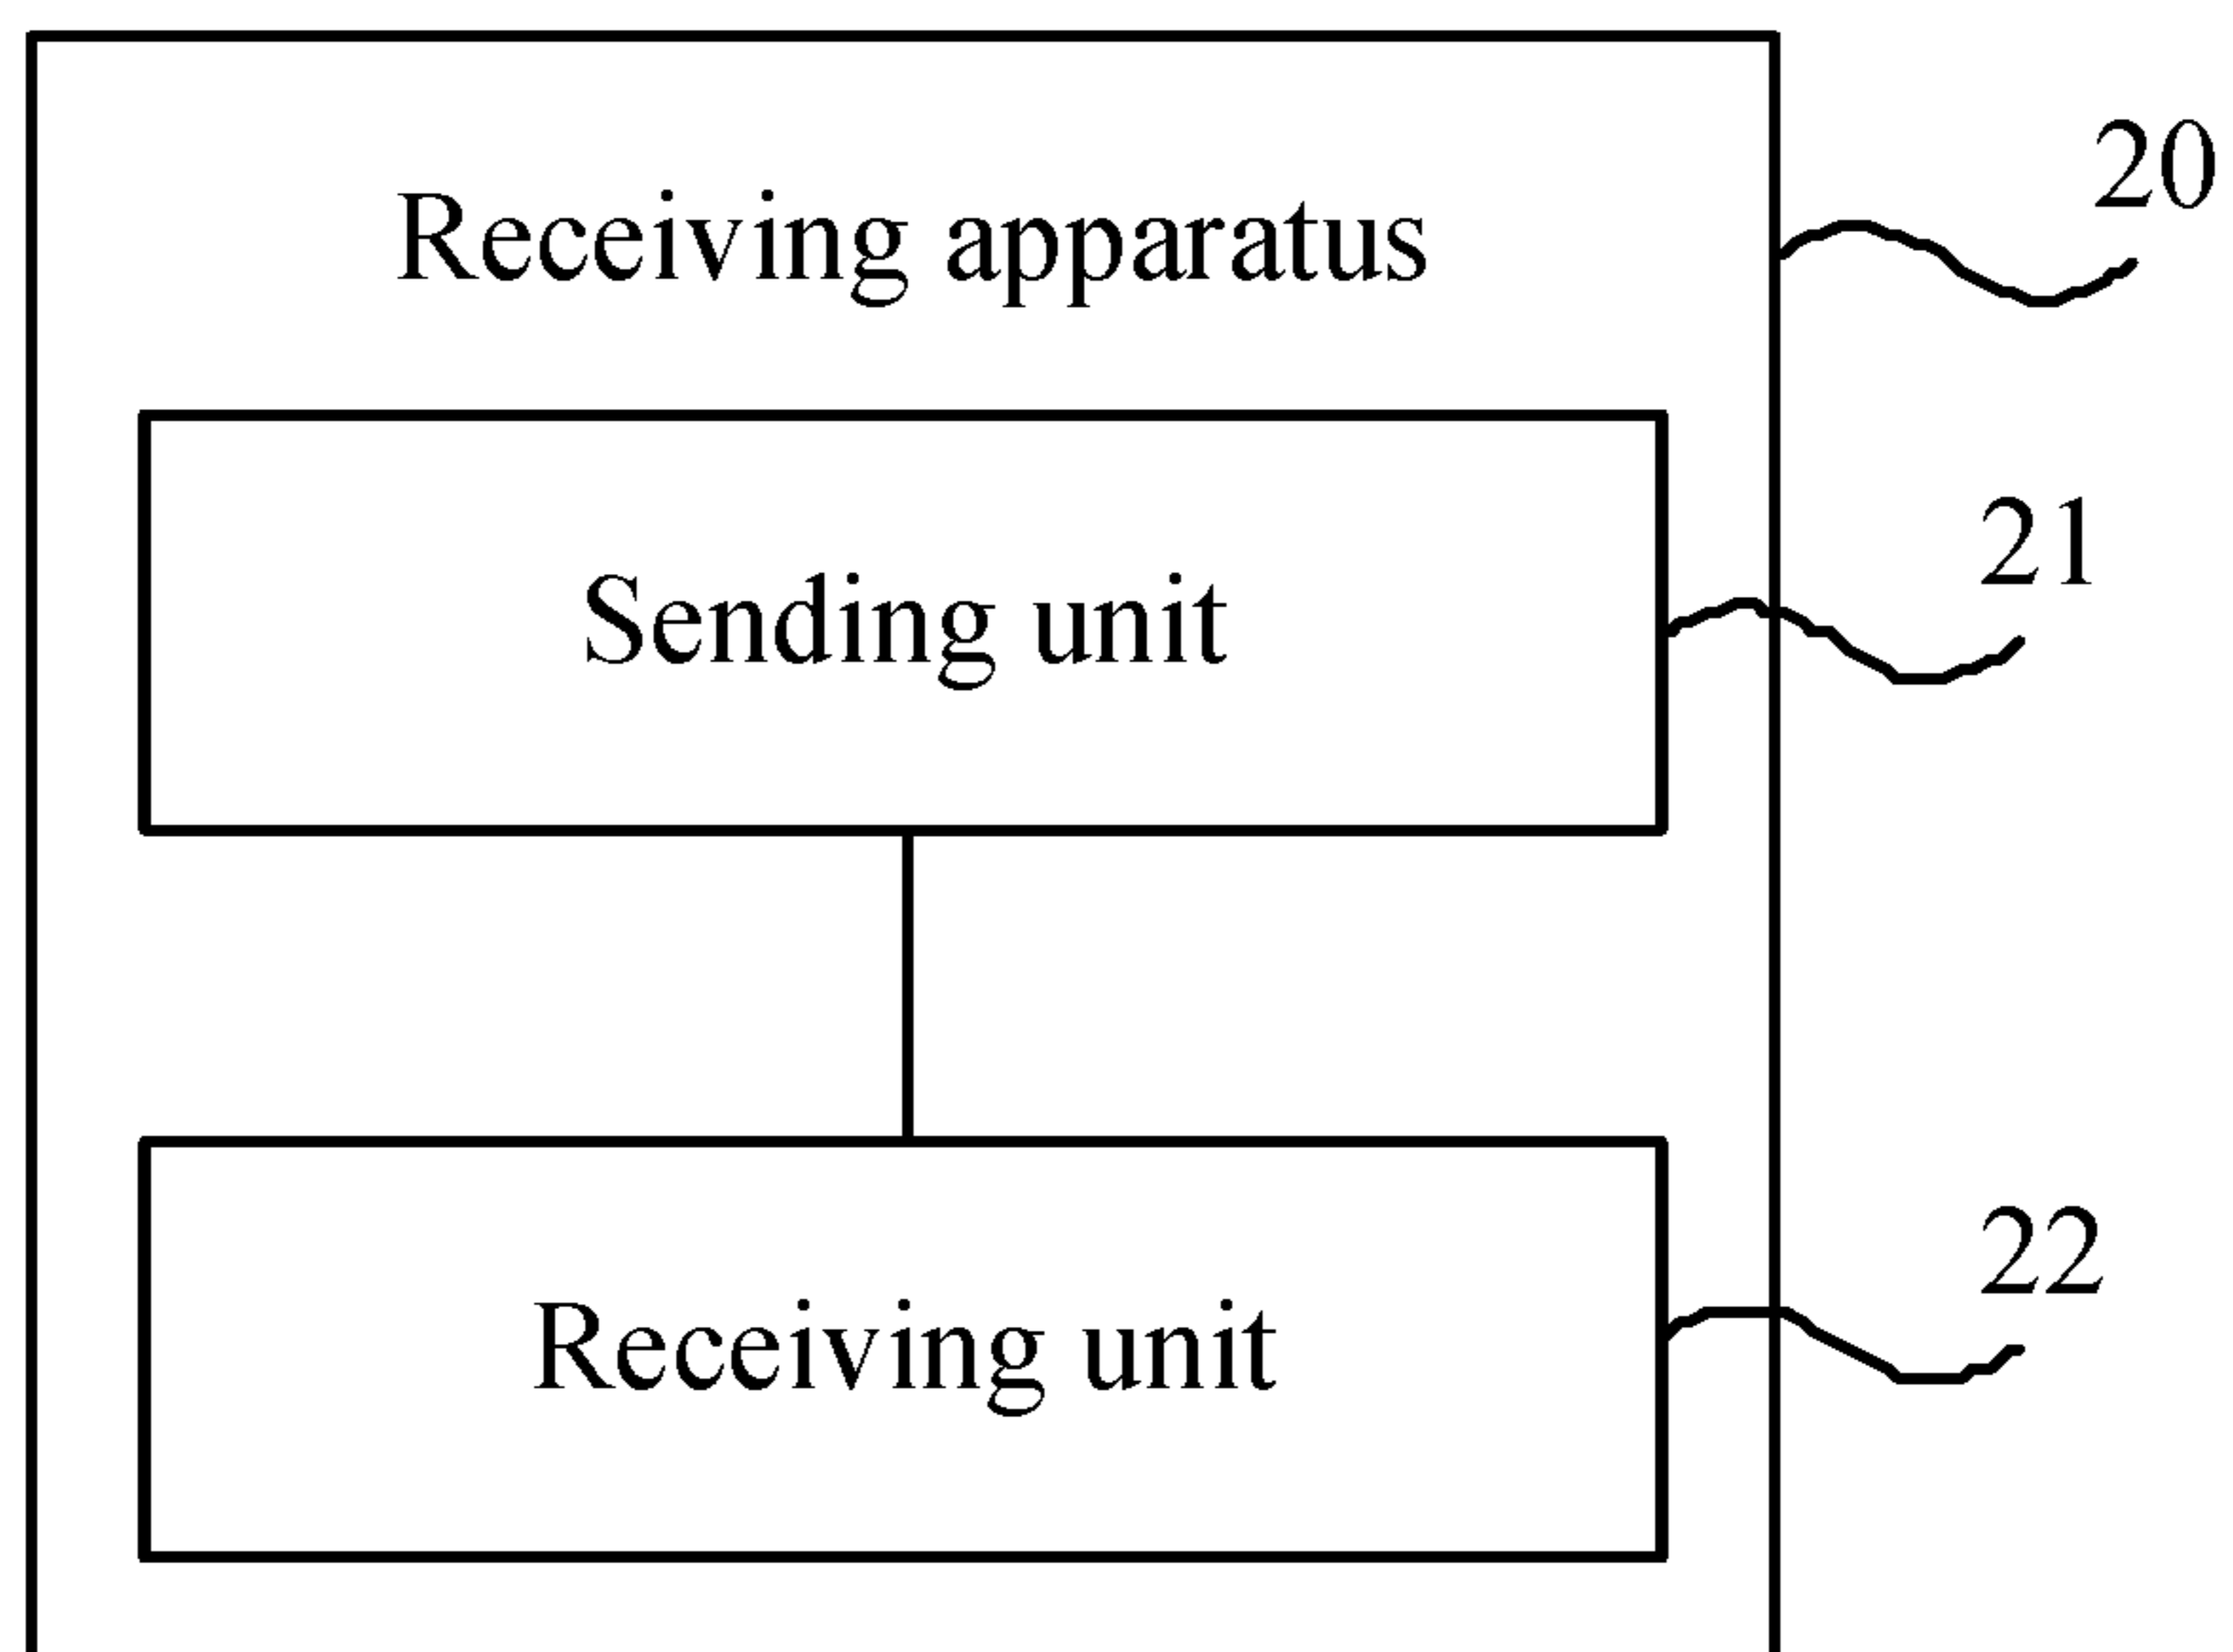 20
Receiving apparatus
21
Sending unit
22
Receiving unit